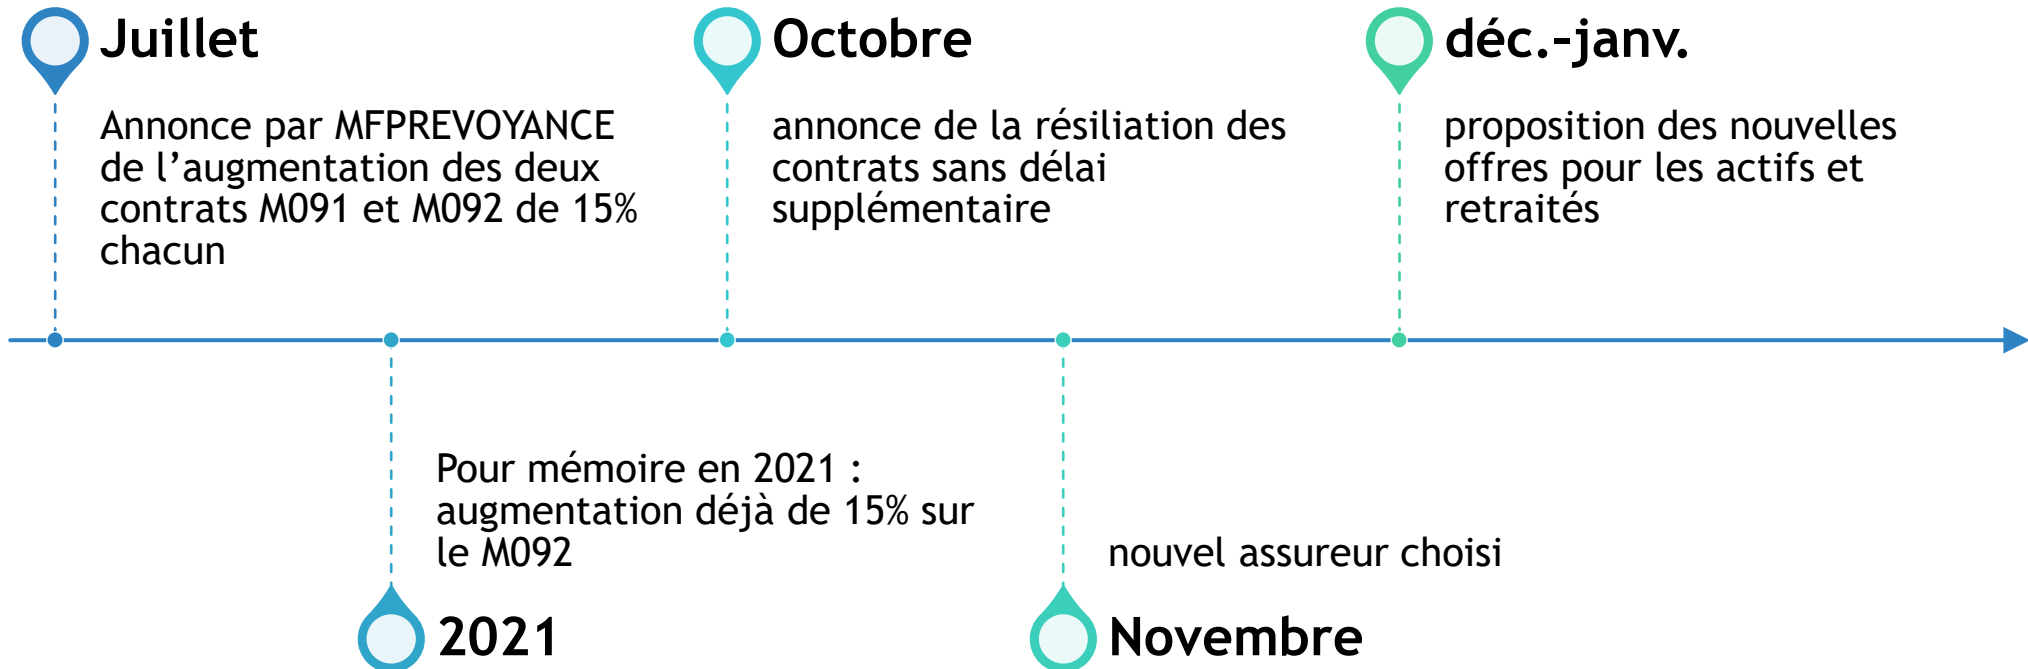 Juillet
Annonce par MFPREVOYANCE
de l’augmentation des deux
contrats M091 et M092 de 15%
chacun
2021
Pour mémoire en 2021 :
augmentation déjà de 15% sur
le M092
Octobre
annonce de la résiliation des
contrats sans délai
supplémentaire
Novembre
nouvel assureur choisi
déc.-janv.
proposition des nouvelles
offres pour les actifs et
retraités